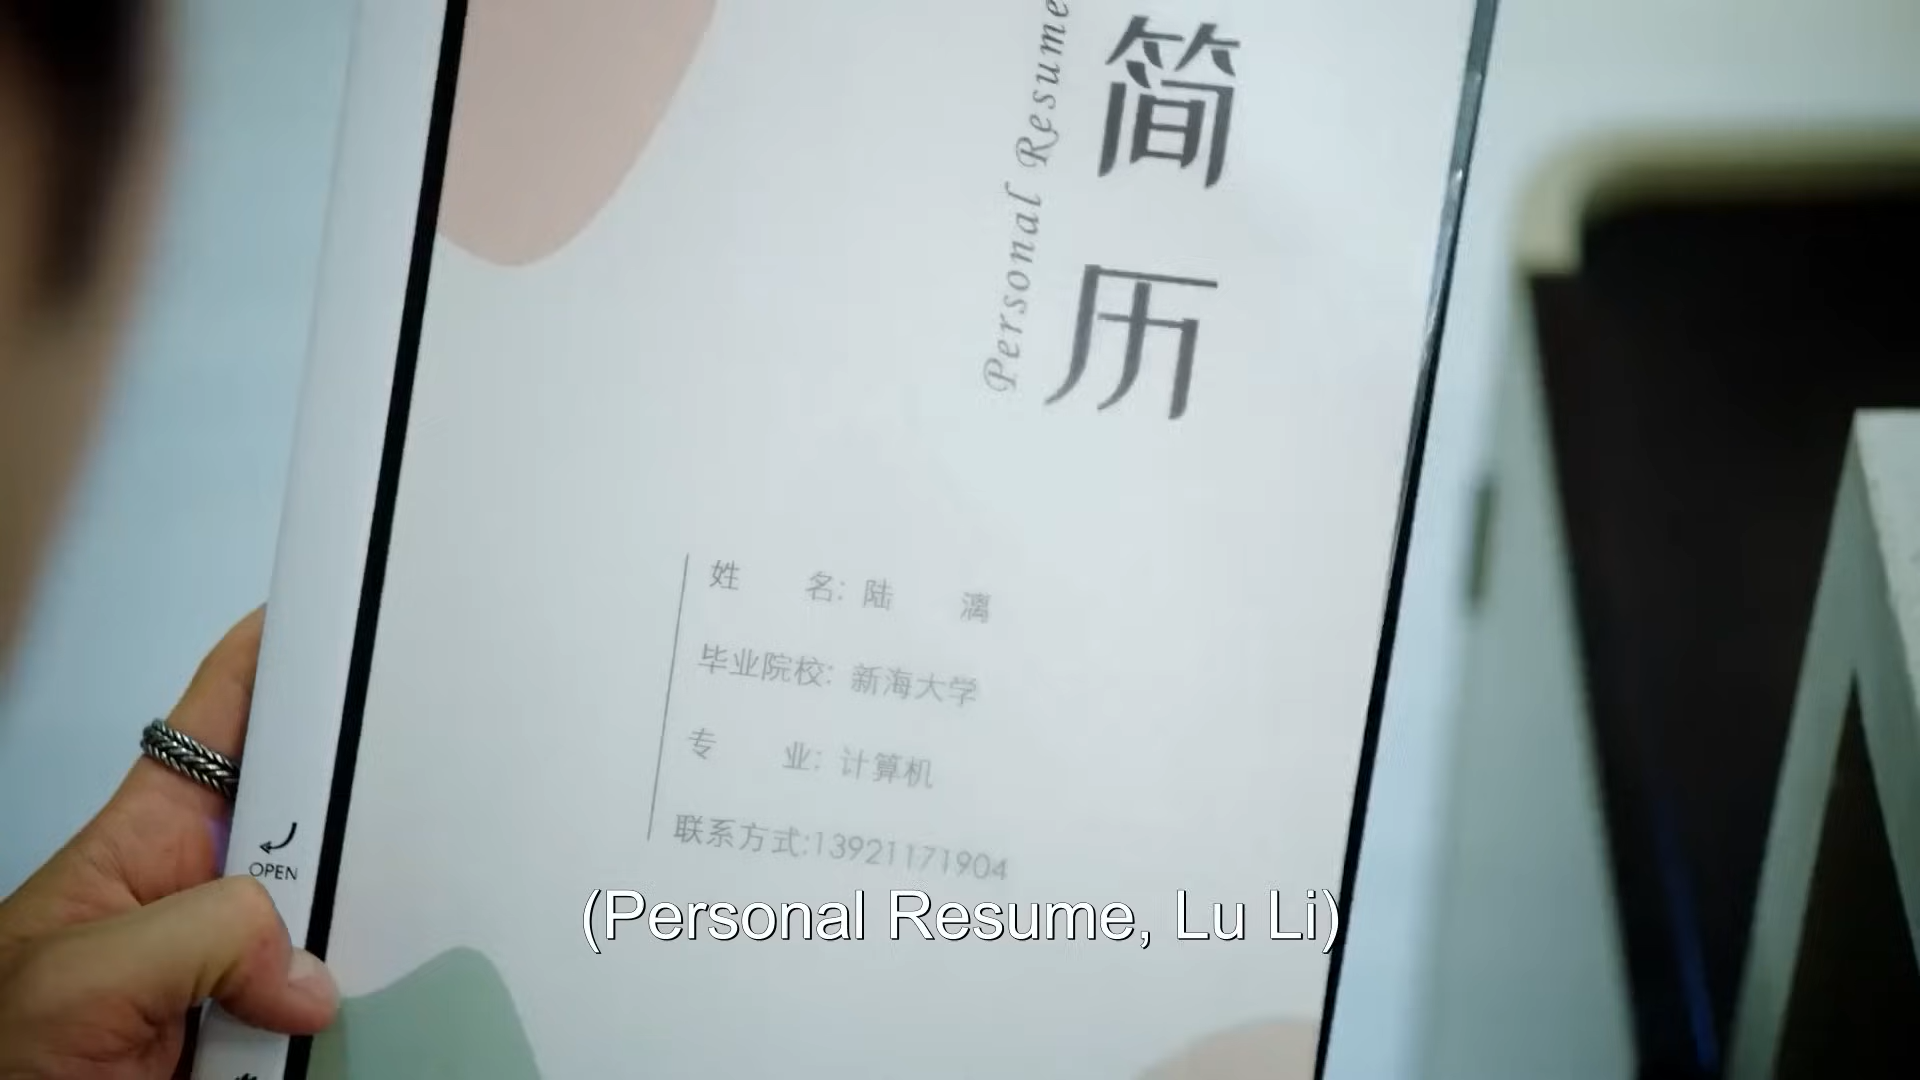 简历
Personal Resume
姓 名: 陆 漓
毕业院校: 新海大学
专 业: 计算机
联系方式:13921171904
OPEN
(Personal Resume, Lu Li)